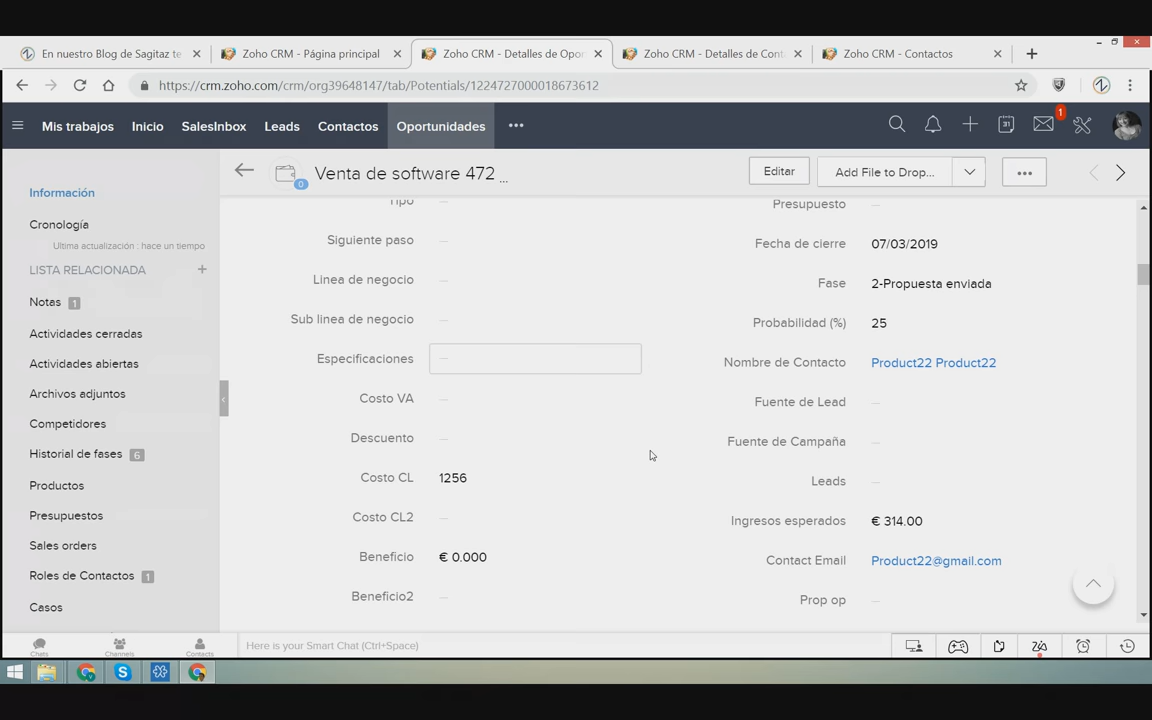 En nuestro Blog de Sagitaz te
Zoho CRM - Página principal
Zoho CRM - Detalles de Opor
Zoho CRM - Detalles de Cont
Zoho CRM - Contactos
https://crm.zoho.com/crm/org39648147/tab/Potentials/1224727000018673612
Mis trabajos
Inicio
SalesInbox
Leads
Contactos
Oportunidades
31
1
Venta de software 472 ...
0
Editar
Add File to Drop...
Información
Cronología
Ultima actualización : hace un tiempo
LISTA RELACIONADA
Notas 1
Actividades cerradas
Actividades abiertas
Archivos adjuntos
Competidores
Historial de fases 6
Productos
Presupuestos
Sales orders
Roles de Contactos 1
Casos
Tipo —
Siguiente paso —
Linea de negocio —
Sub linea de negocio —
Especificaciones —
Costo VA —
Descuento —
Costo CL 1256
Costo CL2 —
Beneficio € 0.000
Beneficio2 —
Presupuesto —
Fecha de cierre 07/03/2019
Fase 2-Propuesta enviada
Probabilidad (%) 25
Nombre de Contacto Product22 Product22
Fuente de Lead —
Fuente de Campaña —
Leads —
Ingresos esperados € 314.00
Contact Email Product22@gmail.com
Prop op —
Chats
Channels
Contacts
Here is your Smart Chat (Ctrl+Space)